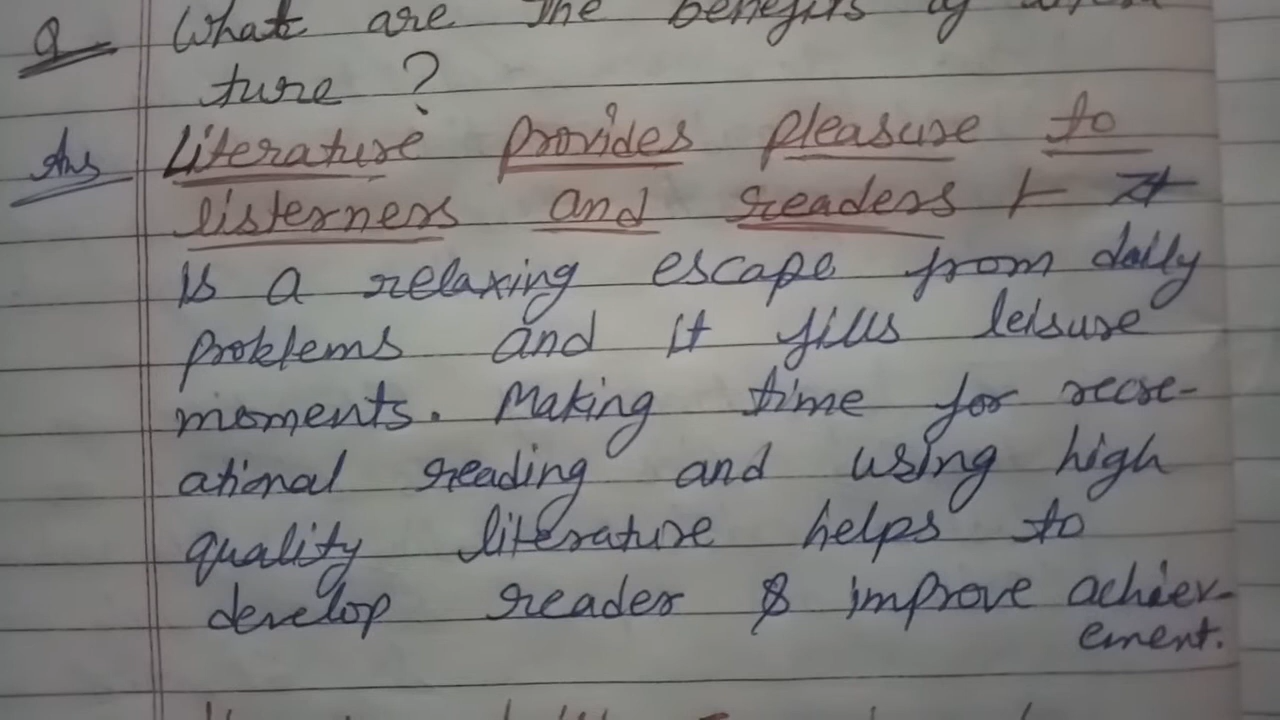 Q What are the benefits of
ture ?
Ans Literature provides pleasure to
listerners and readers :- It
is a relaxing escape from daily
problems and it fills leisure
moments. Making time for recre-
ational reading and using high
quality literature helps to
develop reader & improve achiev-
ement.